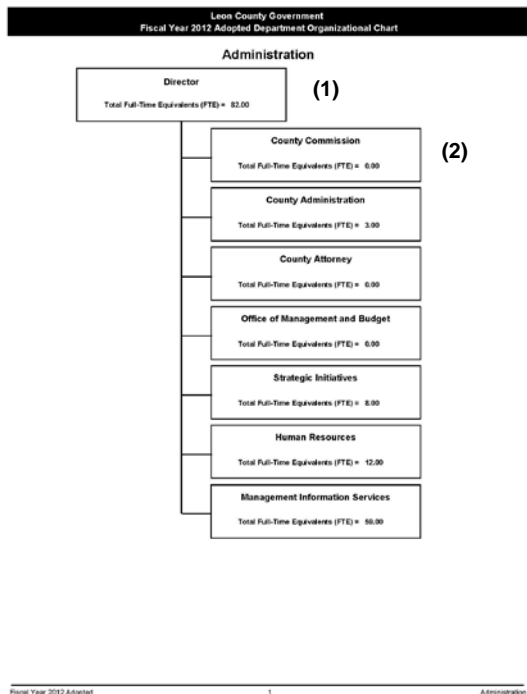 Leon County Government
Fiscal Year 2012 Adopted Department Organizational Chart
Administration
Director
Total Full-Time Equivalents (FTE) = 82.00
(1)
County Commission
Total Full-Time Equivalents (FTE) = 0.00
(2)
County Administration
Total Full-Time Equivalents (FTE) = 3.00
County Attorney
Total Full-Time Equivalents (FTE) = 0.00
Office of Management and Budget
Total Full-Time Equivalents (FTE) = 0.00
Strategic Initiatives
Total Full-Time Equivalents (FTE) = 8.00
Human Resources
Total Full-Time Equivalents (FTE) = 12.00
Management Information Services
Total Full-Time Equivalents (FTE) = 59.00
Fiscal Year 2012 Adopted
1
Administration